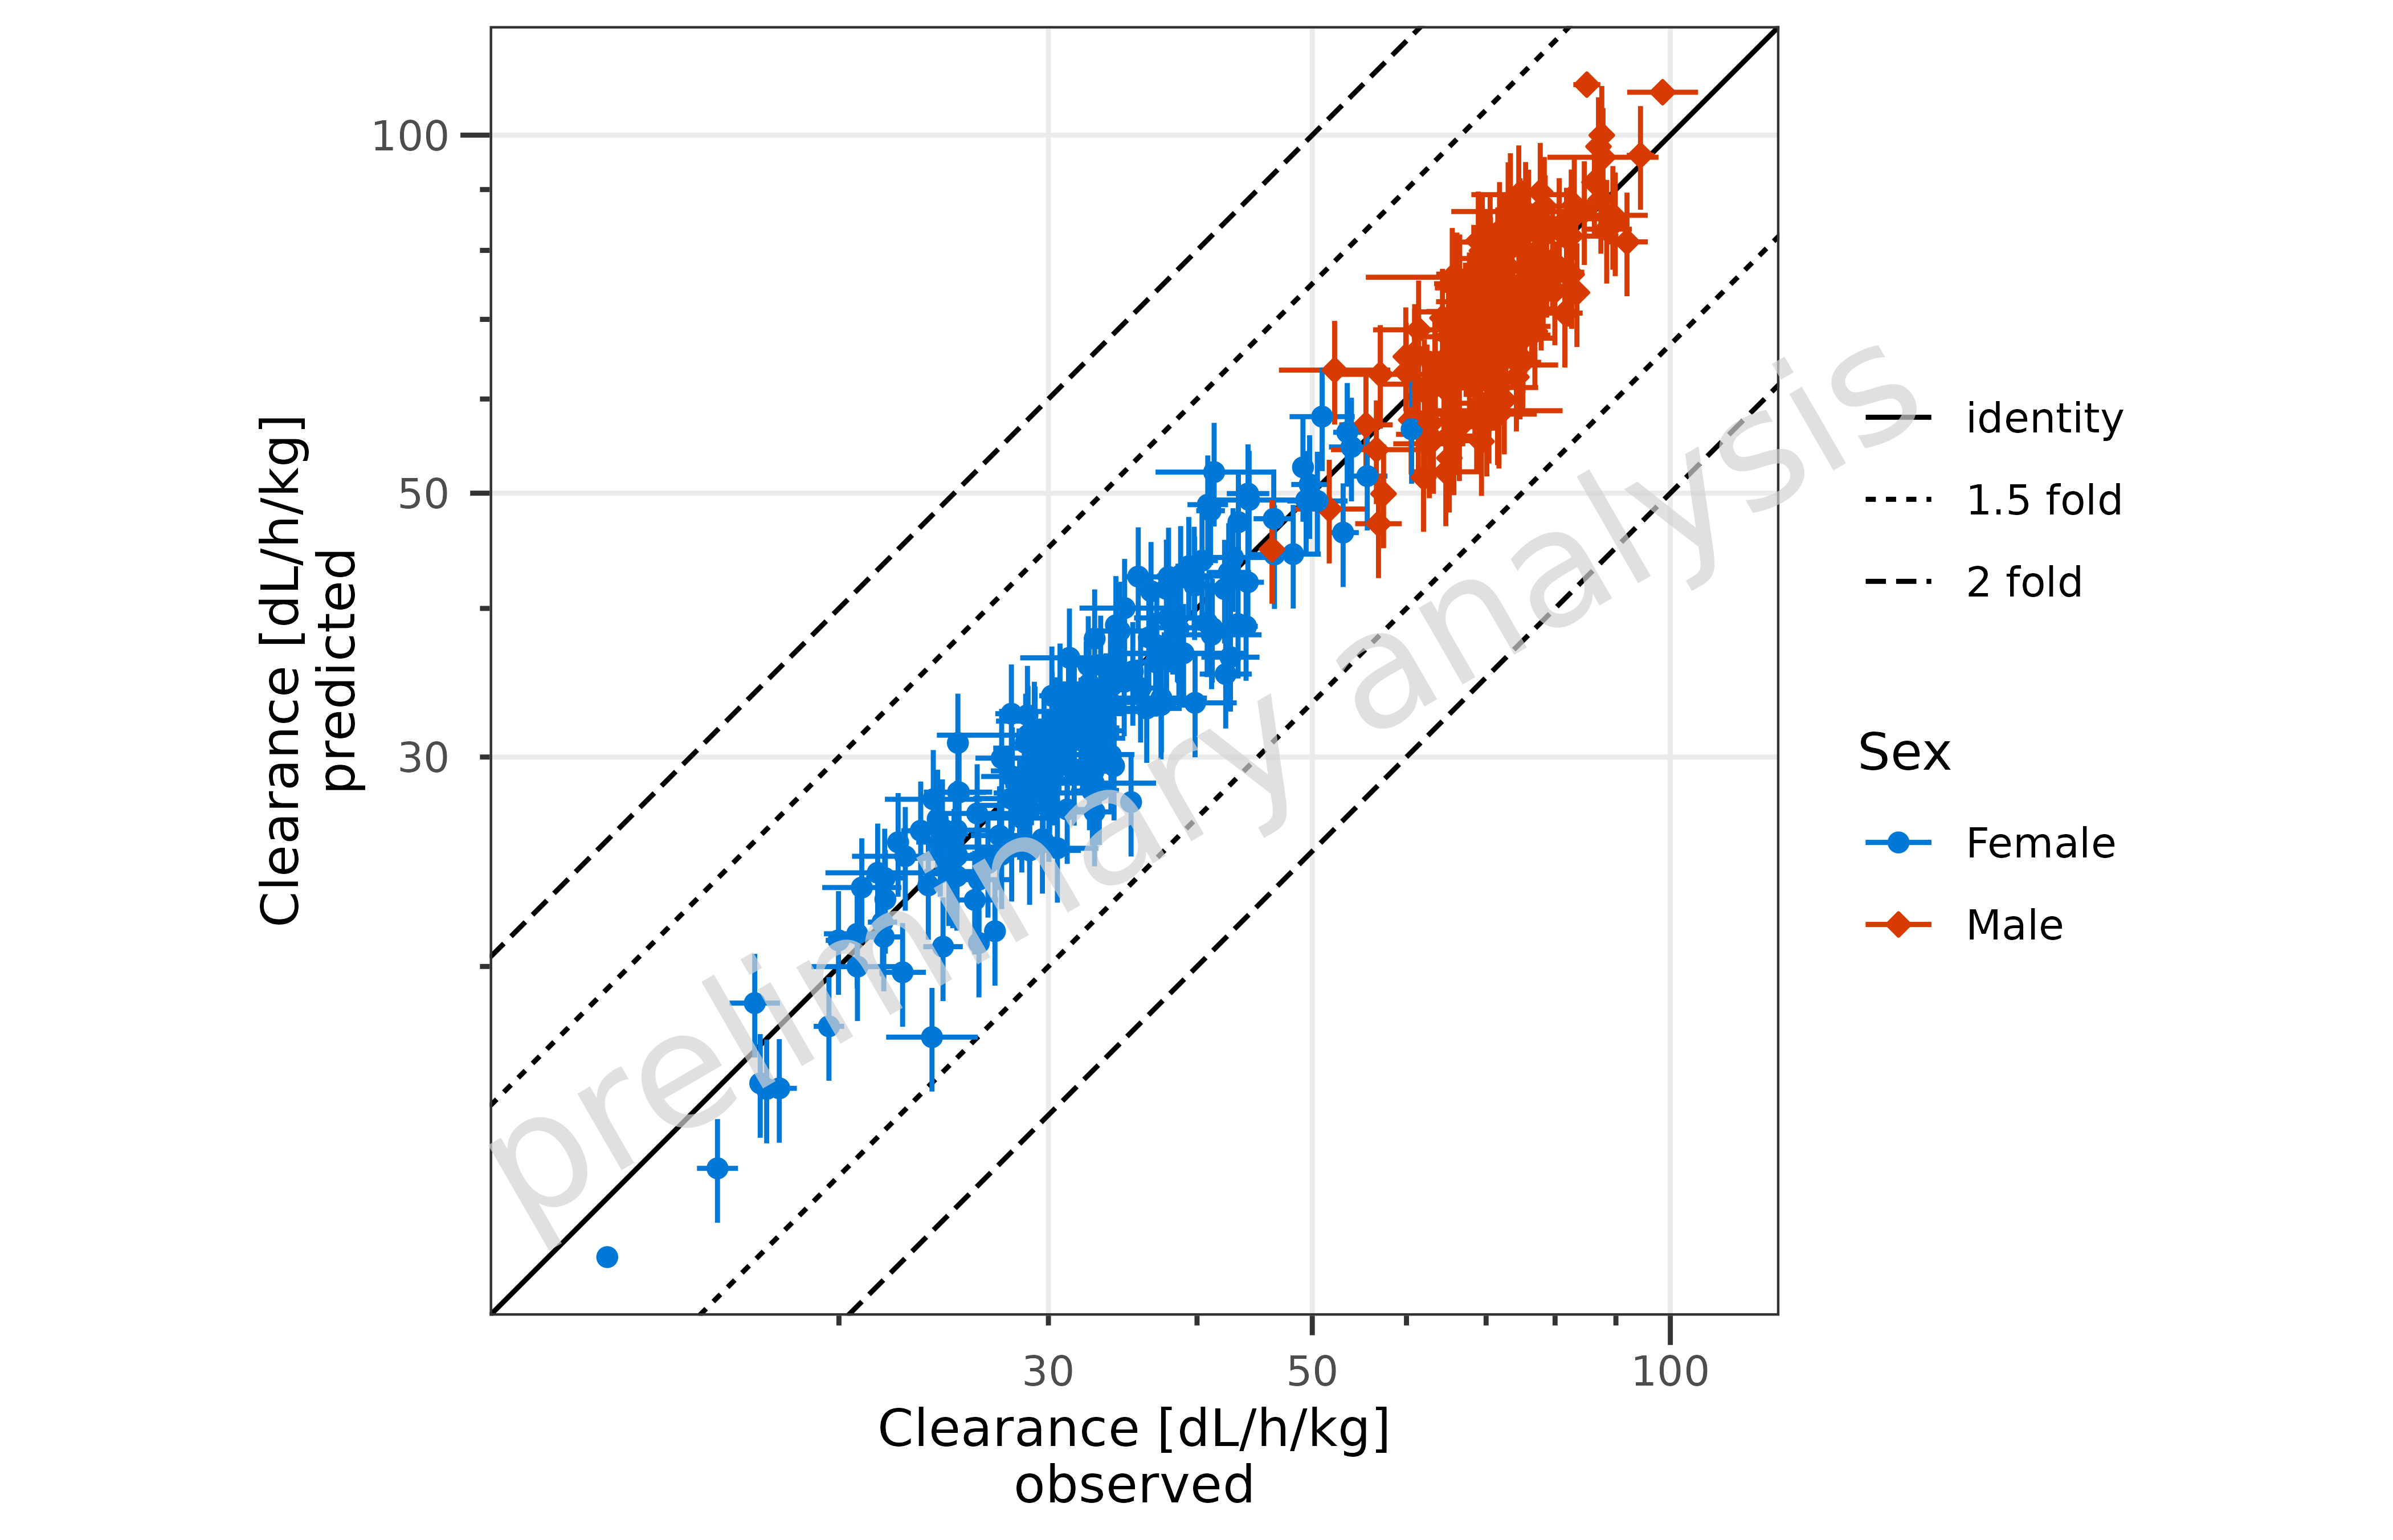 100
50
30
Clearance [dL/h/kg]
predicted
30
50
100
Clearance [dL/h/kg]
observed
identity
1.5 fold
2 fold
Sex
Female
Male
preliminary analysis